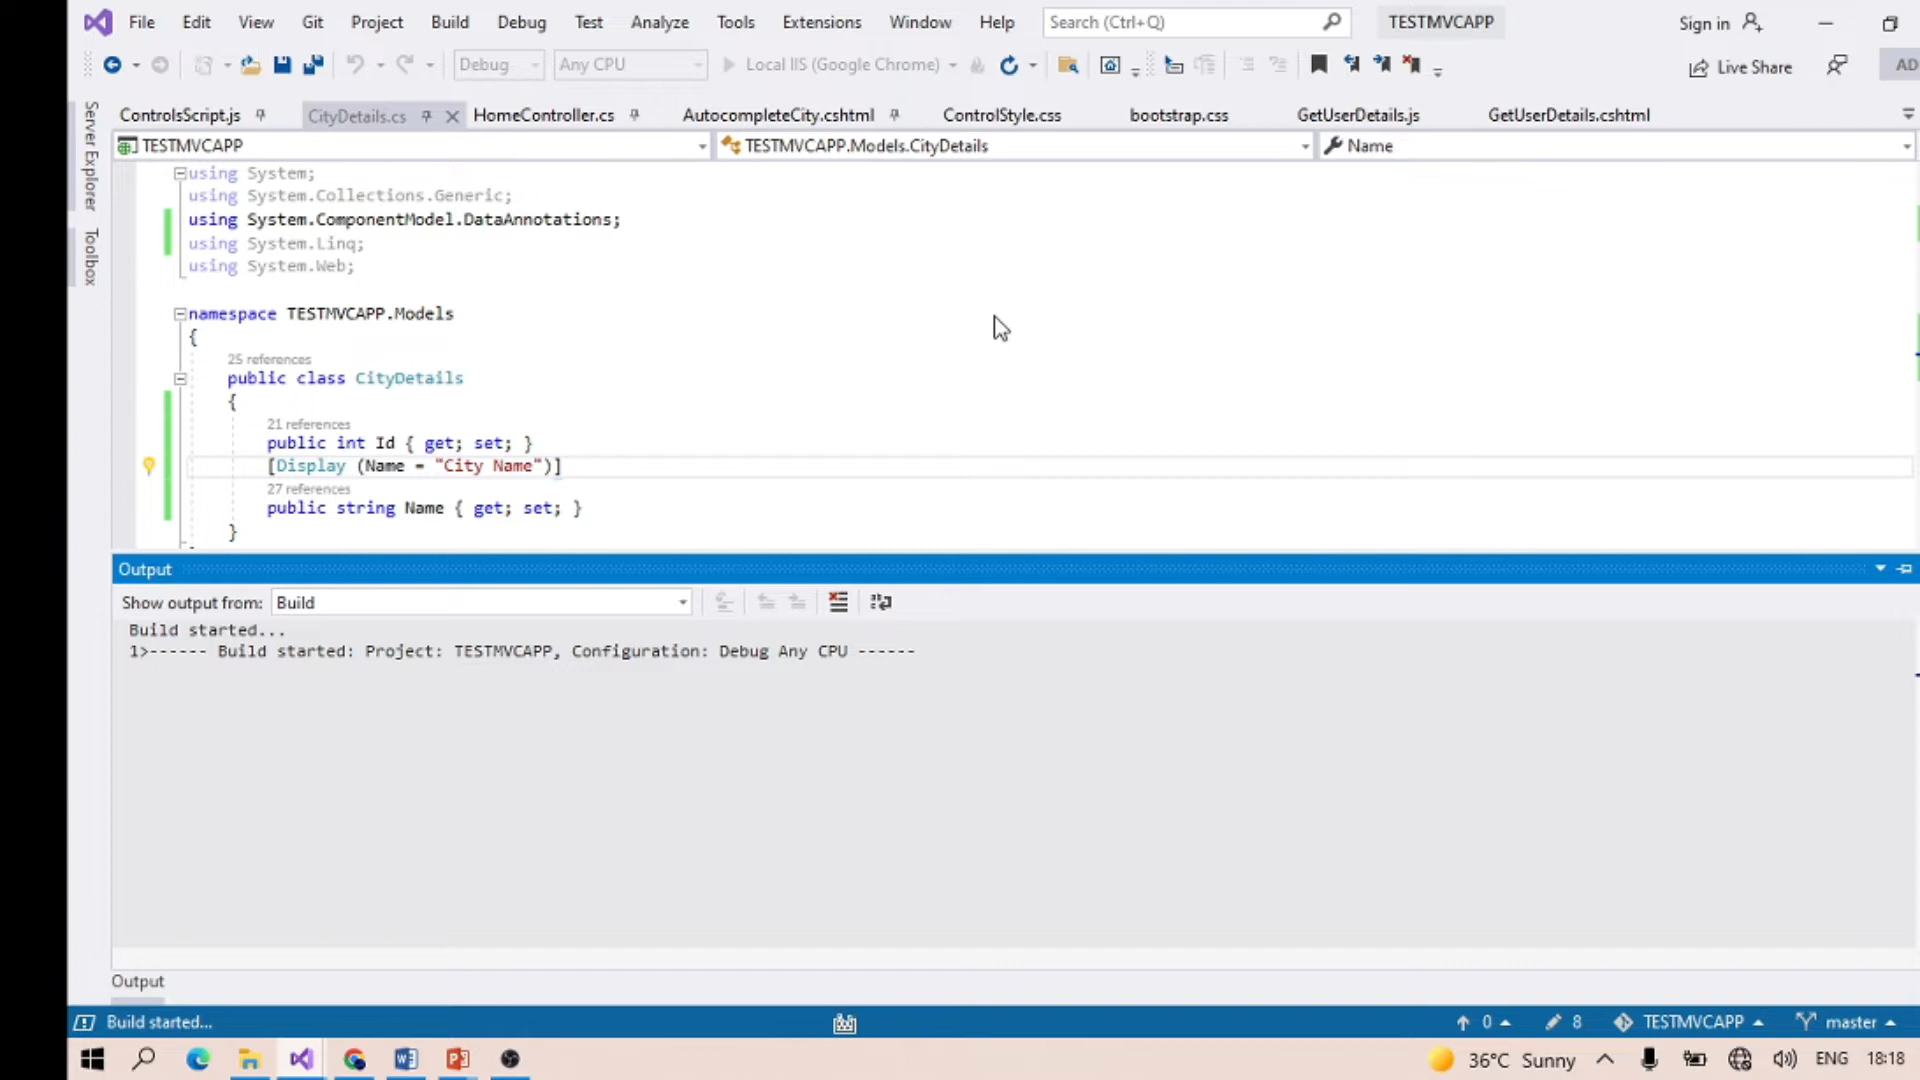 File Edit View Git Project Build Debug Test Analyze Tools Extensions Window Help Search (Ctrl+Q) TESTMVCAPP Sign in
Debug Any CPU Local IIS (Google Chrome) Live Share AD
ControlsScript.js CityDetails.cs HomeController.cs AutocompleteCity.cshtml ControlStyle.css bootstrap.css GetUserDetails.js GetUserDetails.cshtml
TESTMVCAPP TESTMVCAPP.Models.CityDetails Name
Server Explorer
Toolbox
using System;
using System.Collections.Generic;
using System.ComponentModel.DataAnnotations;
using System.Linq;
using System.Web;
namespace TESTMVCAPP.Models
{
25 references
public class CityDetails
{
21 references
public int Id { get; set; }
[Display (Name = "City Name")]
27 references
public string Name { get; set; }
}
Output
Show output from: Build
Build started...
1>------ Build started: Project: TESTMVCAPP, Configuration: Debug Any CPU ------
Output
Build started... 0 8 TESTMVCAPP master
36°C Sunny ENG 18:18